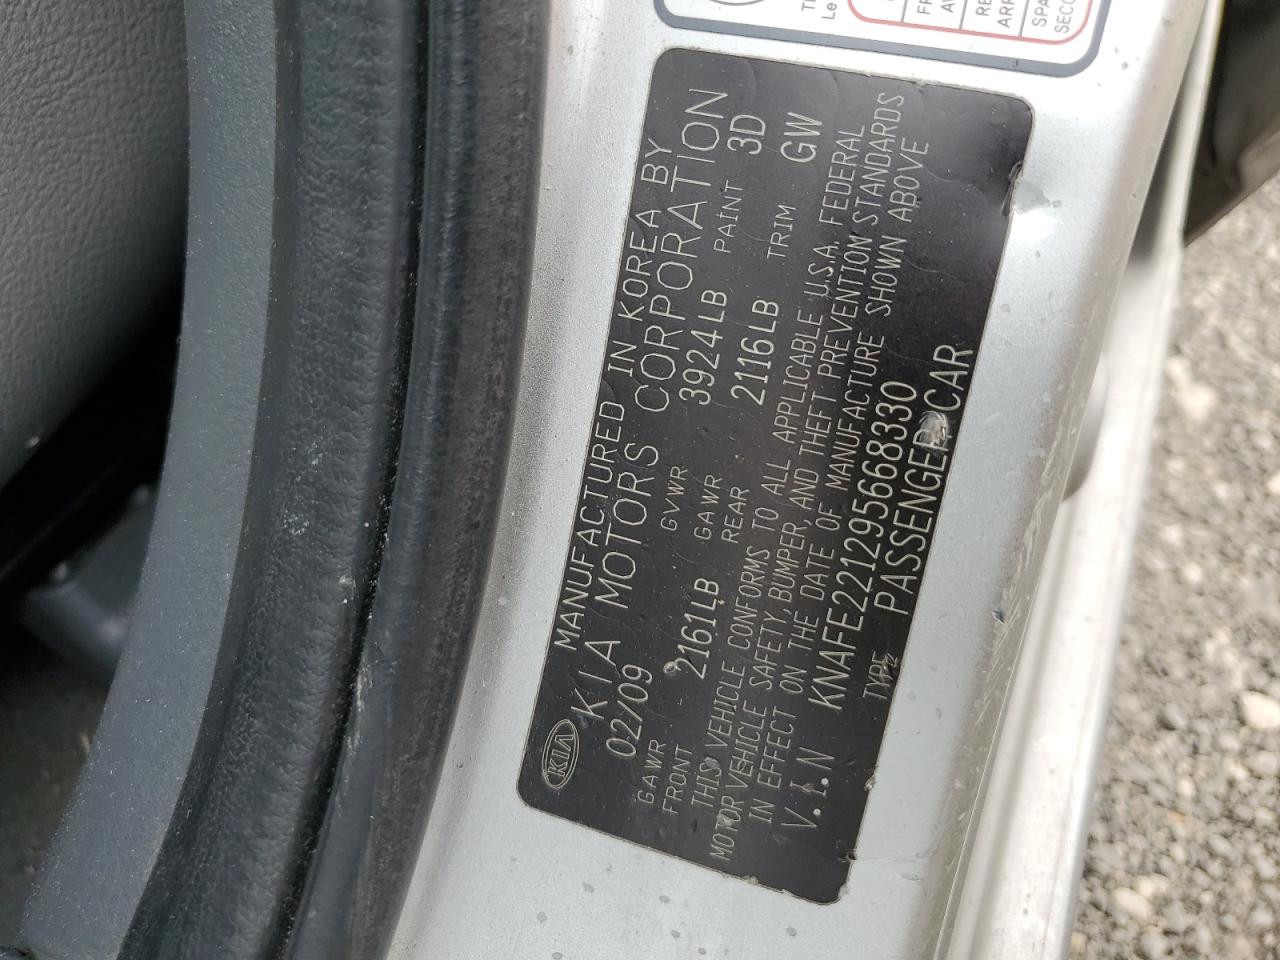 KIA
MANUFACTURED IN KOREA BY
KIA MOTORS CORPORATION
02/09 GVWR 3924LB PAINT 3D
GAWR FRONT 2161LB GAWR REAR 2116LB TRIM GW
THIS VEHICLE CONFORMS TO ALL APPLICABLE U.S.A. FEDERAL
MOTOR VEHICLE SAFETY, BUMPER, AND THEFT PREVENTION STANDARDS
IN EFFECT ON THE DATE OF MANUFACTURE SHOWN ABOVE
V.I.N KNAFE221295668330
TYPE PASSENGER CAR